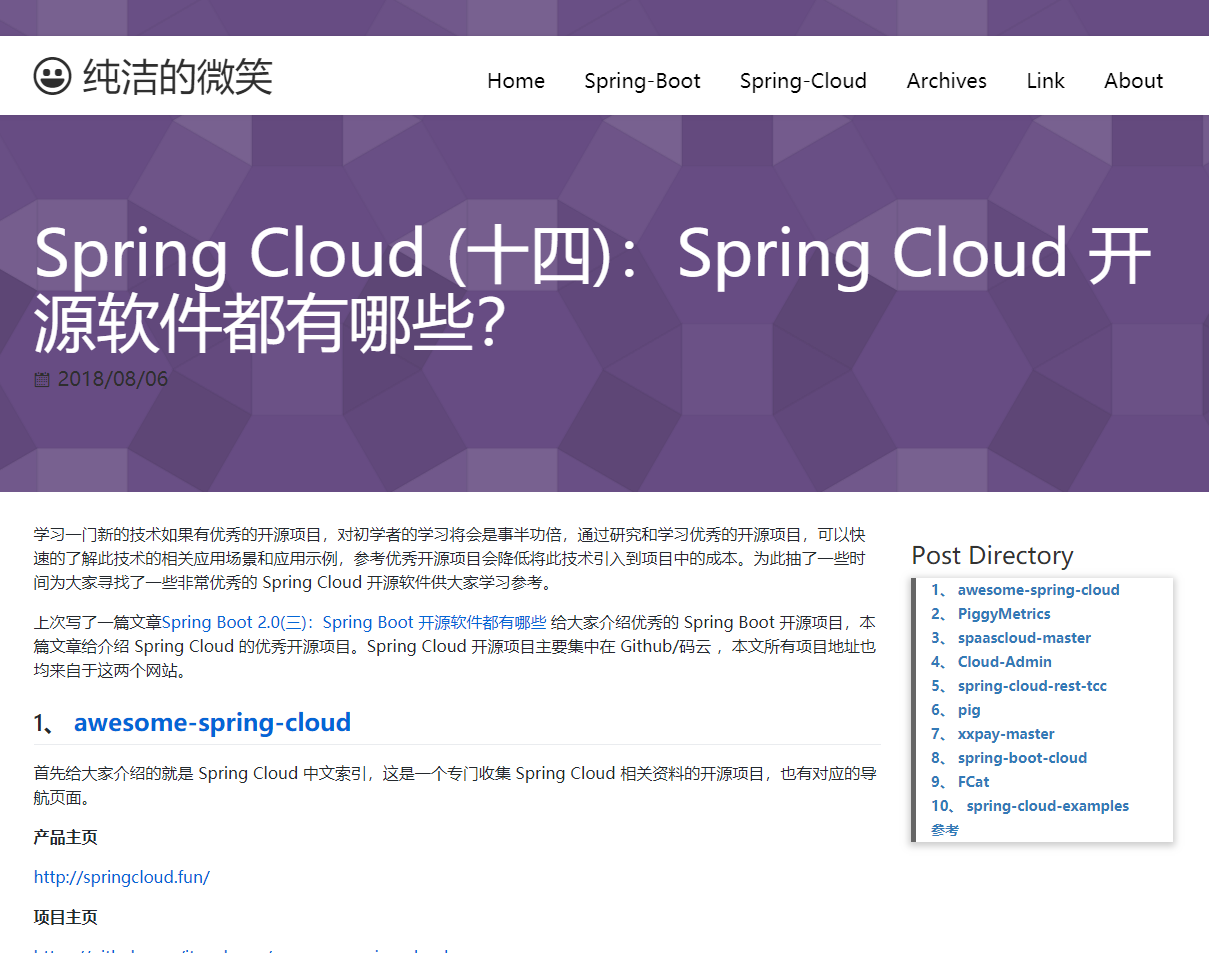 纯洁的微笑
Home Spring-Boot Spring-Cloud Archives Link About
Spring Cloud (十四)：Spring Cloud 开
源软件都有哪些？
2018/08/06
学习一门新的技术如果有优秀的开源项目，对初学者的学习将会是事半功倍，通过研究和学习优秀的开源项目，可以快
速的了解此技术的相关应用场景和应用示例，参考优秀开源项目会降低将此技术引入到项目中的成本。为此抽了一些时
间为大家寻找了一些非常优秀的 Spring Cloud 开源软件供大家学习参考。
上次写了一篇文章Spring Boot 2.0(三)：Spring Boot 开源软件都有哪些 给大家介绍优秀的 Spring Boot 开源项目，本
篇文章给介绍 Spring Cloud 的优秀开源项目。Spring Cloud 开源项目主要集中在 Github/码云 ，本文所有项目地址也
均来自于这两个网站。
1、 awesome-spring-cloud
首先给大家介绍的就是 Spring Cloud 中文索引，这是一个专门收集 Spring Cloud 相关资料的开源项目，也有对应的导
航页面。
产品主页
http://springcloud.fun/
项目主页
Post Directory
1、 awesome-spring-cloud
2、 PiggyMetrics
3、 spaascloud-master
4、 Cloud-Admin
5、 spring-cloud-rest-tcc
6、 pig
7、 xxpay-master
8、 spring-boot-cloud
9、 FCat
10、 spring-cloud-examples
参考